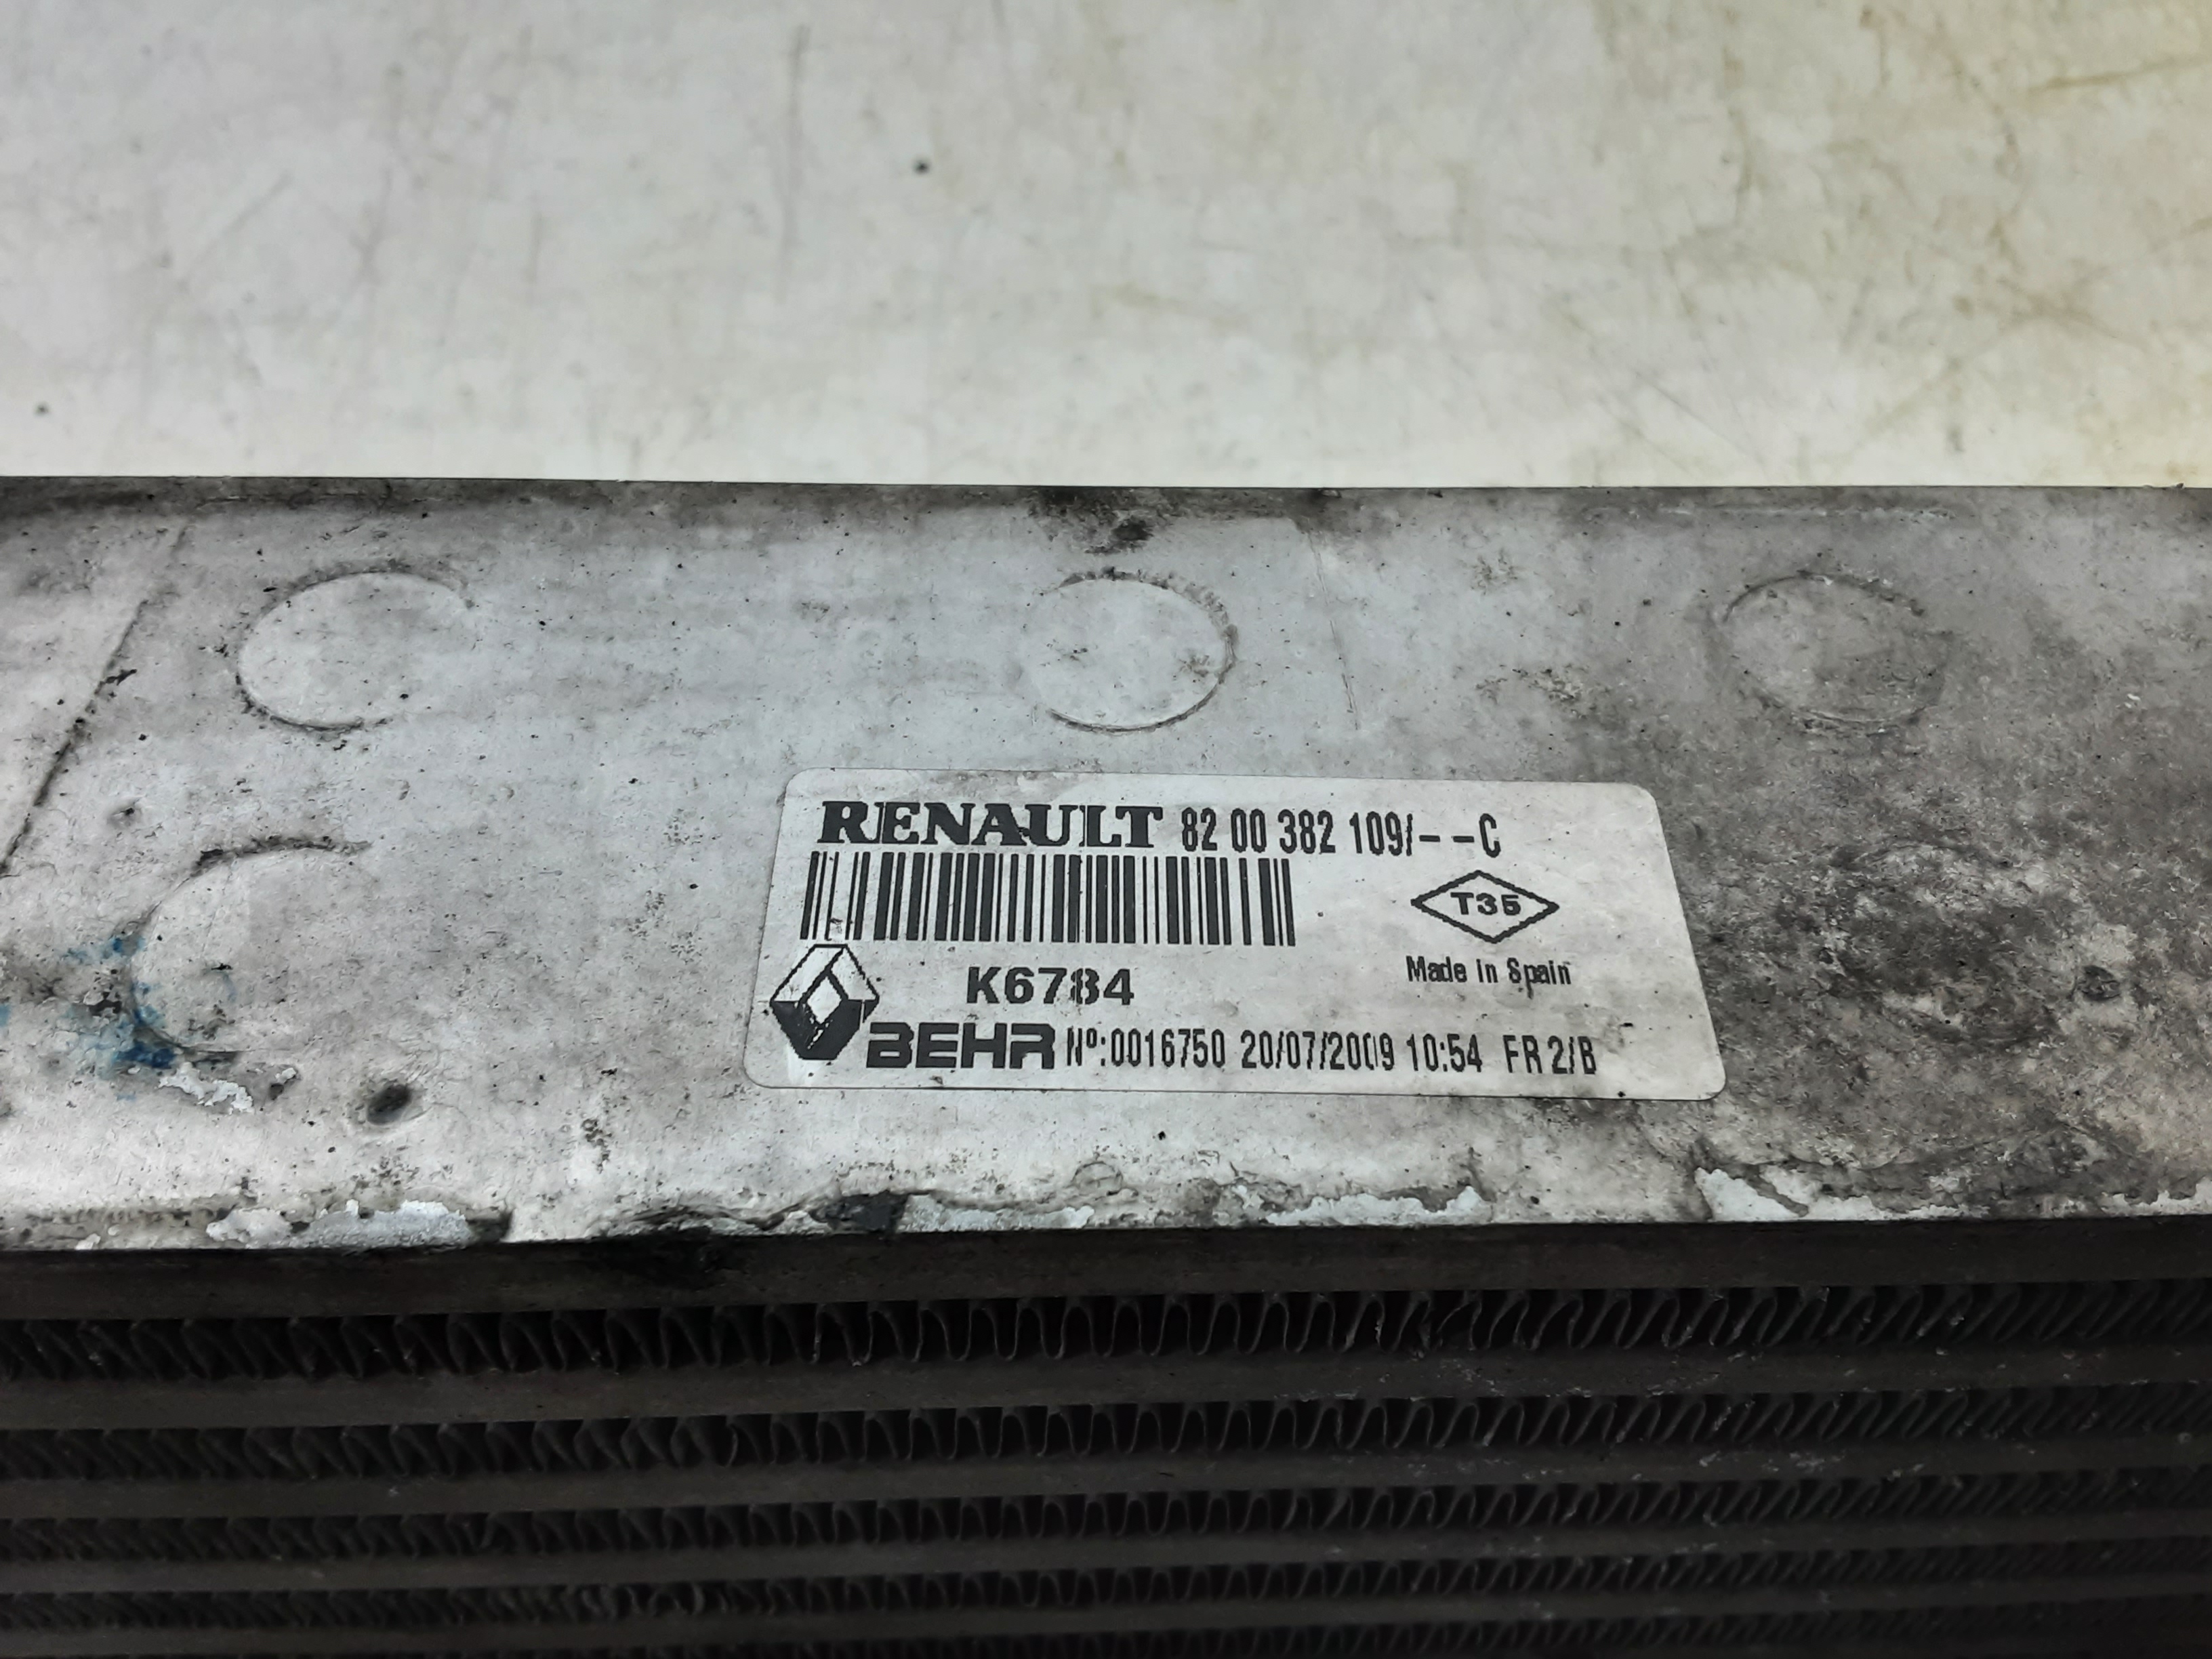 RENAULT 82 00 382 109/--C
T35
Made in Spain
K6784
BEHR Nº:0016750 20/07/2009 10:54 FR 2/B